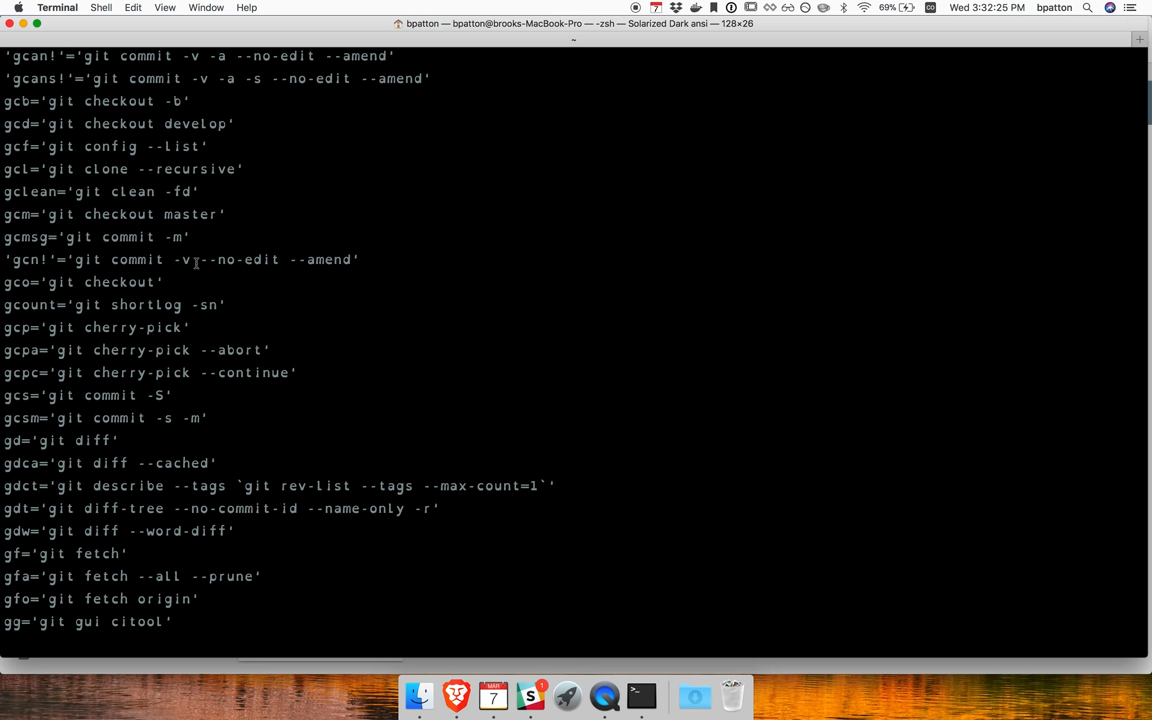 Terminal Shell Edit View Window Help 7 1 69% Wed 3:32:25 PM bpatton
bpatton — bpatton@brooks-MacBook-Pro — -zsh — Solarized Dark ansi — 128×26
~ +
'gcan!'='git commit -v -a --no-edit --amend'
'gcans!'='git commit -v -a -s --no-edit --amend'
gcb='git checkout -b'
gcd='git checkout develop'
gcf='git config --list'
gcl='git clone --recursive'
gclean='git clean -fd'
gcm='git checkout master'
gcmsg='git commit -m'
'gcn!'='git commit -v --no-edit --amend'
gco='git checkout'
gcount='git shortlog -sn'
gcp='git cherry-pick'
gcpa='git cherry-pick --abort'
gcpc='git cherry-pick --continue'
gcs='git commit -S'
gcsm='git commit -s -m'
gd='git diff'
gdca='git diff --cached'
gdct='git describe --tags `git rev-list --tags --max-count=1`'
gdt='git diff-tree --no-commit-id --name-only -r'
gdw='git diff --word-diff'
gf='git fetch'
gfa='git fetch --all --prune'
gfo='git fetch origin'
gg='git gui citool'
MAR 7 1 >_